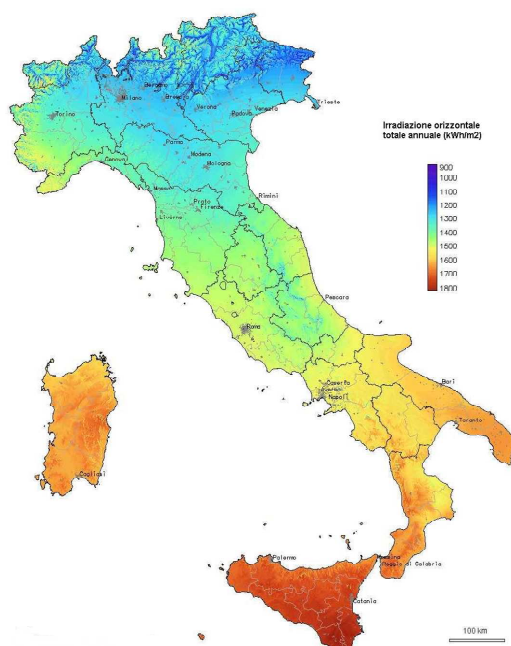 Irradiazione orizzontale
totale annuale (kWh/m2)
900
1000
1100
1200
1300
1400
1500
1600
1700
1800
Bergamo
Milano
Brescia
Verona
Venezia
Padova
Trieste
Torino
Parma
Modena
Bologna
Genova
Rimini
Prato
Firenze
Livorno
Pescara
Roma
Caserta
Napoli
Bari
Taranto
Cagliari
Palermo
Messina
Reggio di Calabria
Catania
100 km